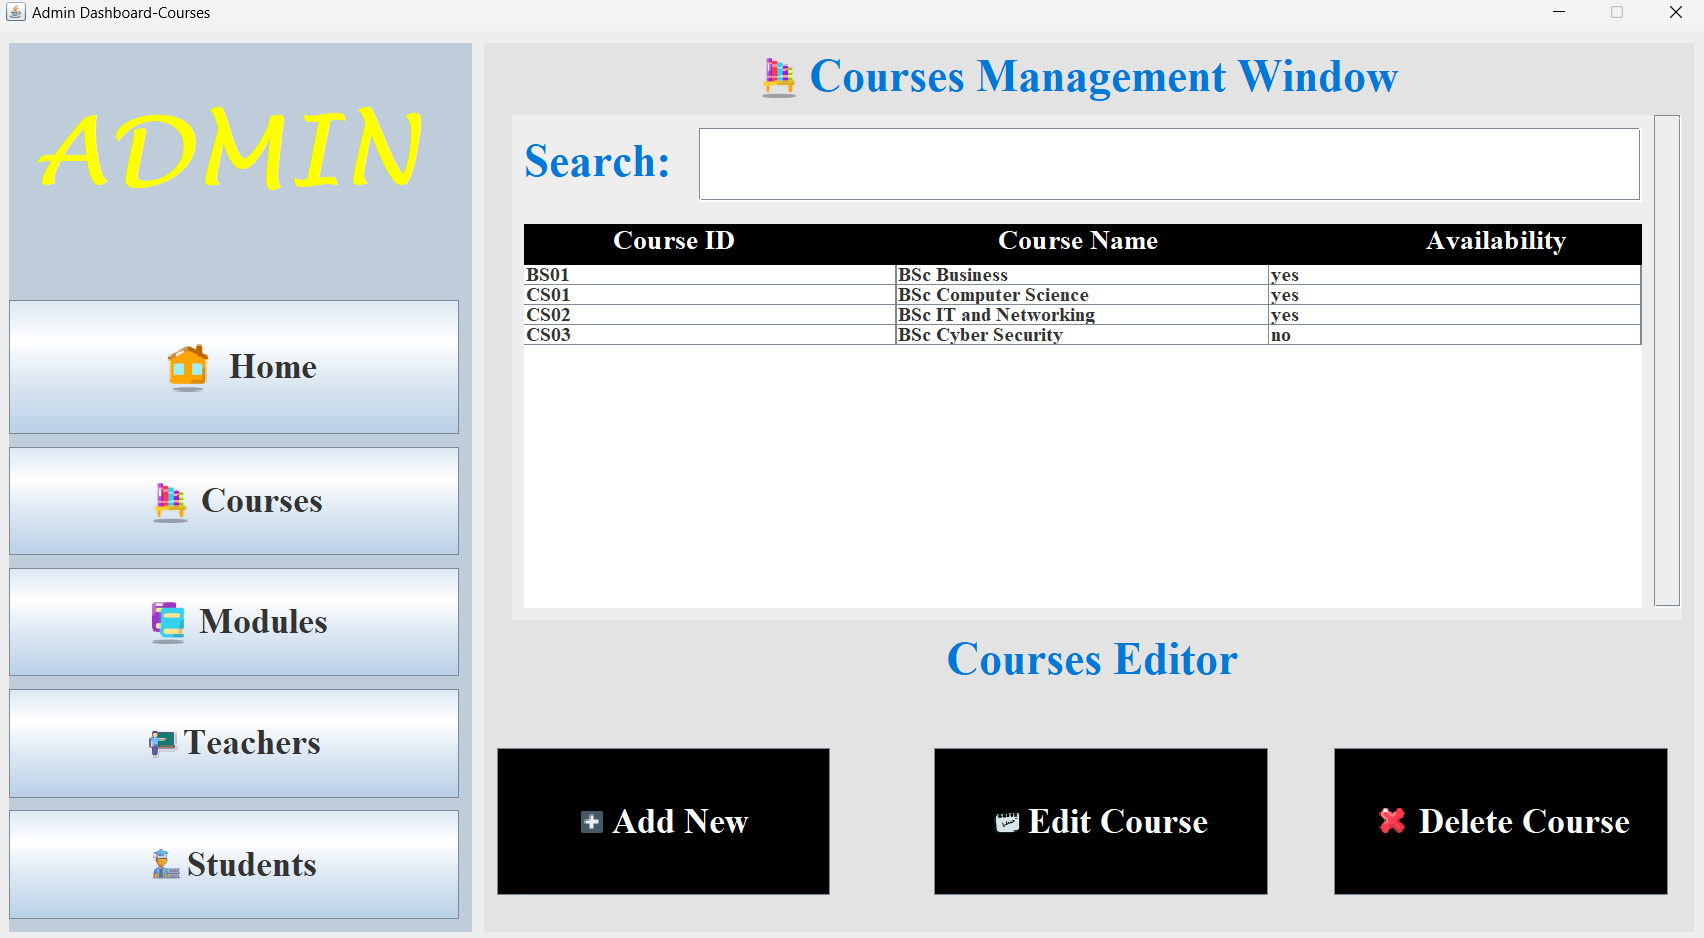 Admin Dashboard-Courses
ADMIN
Home
Courses
Modules
Teachers
Students
Courses Management Window
Search:
Course ID Course Name Availability
BS01 BSc Business yes
CS01 BSc Computer Science yes
CS02 BSc IT and Networking yes
CS03 BSc Cyber Security no
Courses Editor
Add New
Edit Course
Delete Course